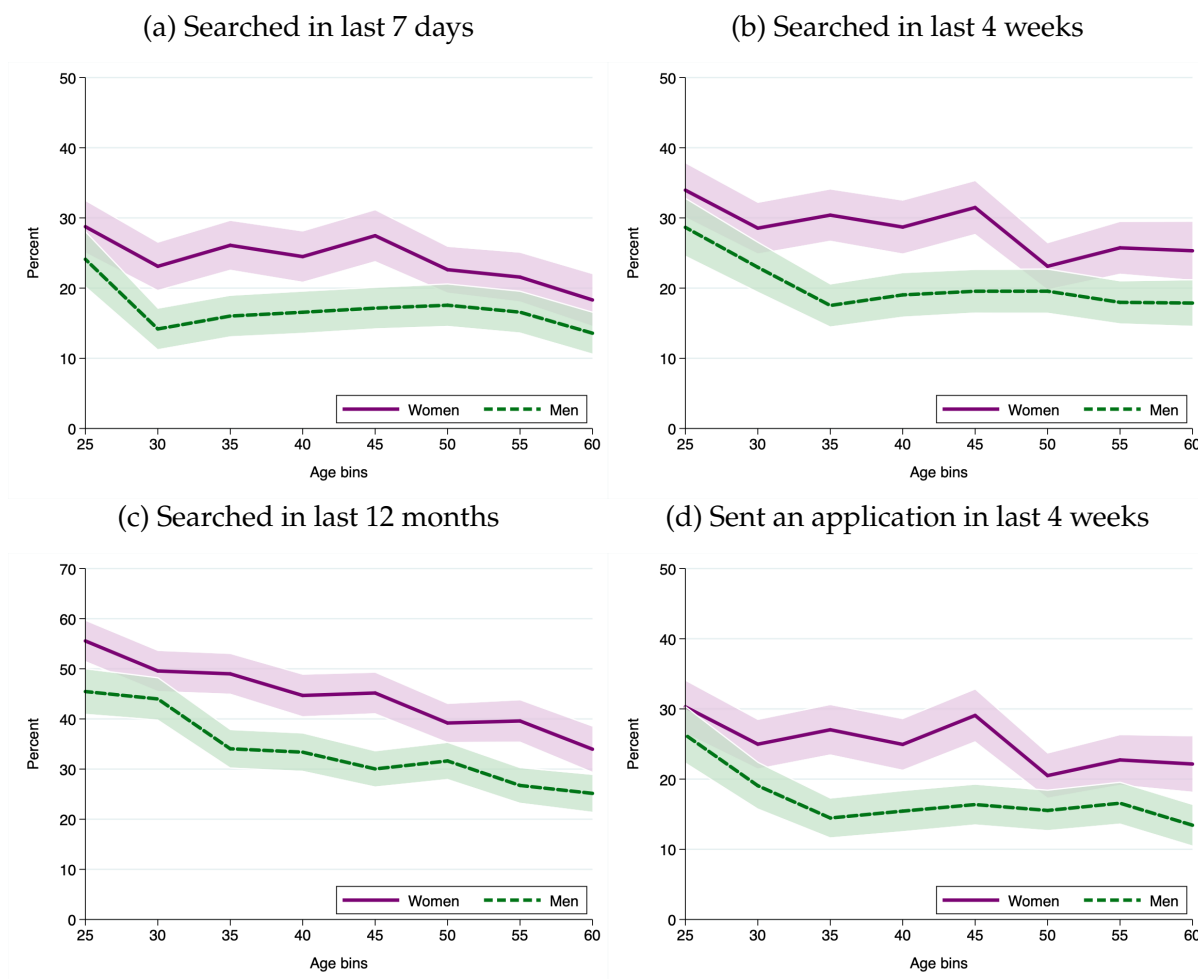 (a) Searched in last 7 days
50
40
30
20
10
0
Percent
25 30 35 40 45 50 55 60
Age bins
Women Men
(b) Searched in last 4 weeks
50
40
30
20
10
0
Percent
25 30 35 40 45 50 55 60
Age bins
Women Men
(c) Searched in last 12 months
70
60
50
40
30
20
10
0
Percent
25 30 35 40 45 50 55 60
Age bins
Women Men
(d) Sent an application in last 4 weeks
50
40
30
20
10
0
Percent
25 30 35 40 45 50 55 60
Age bins
Women Men